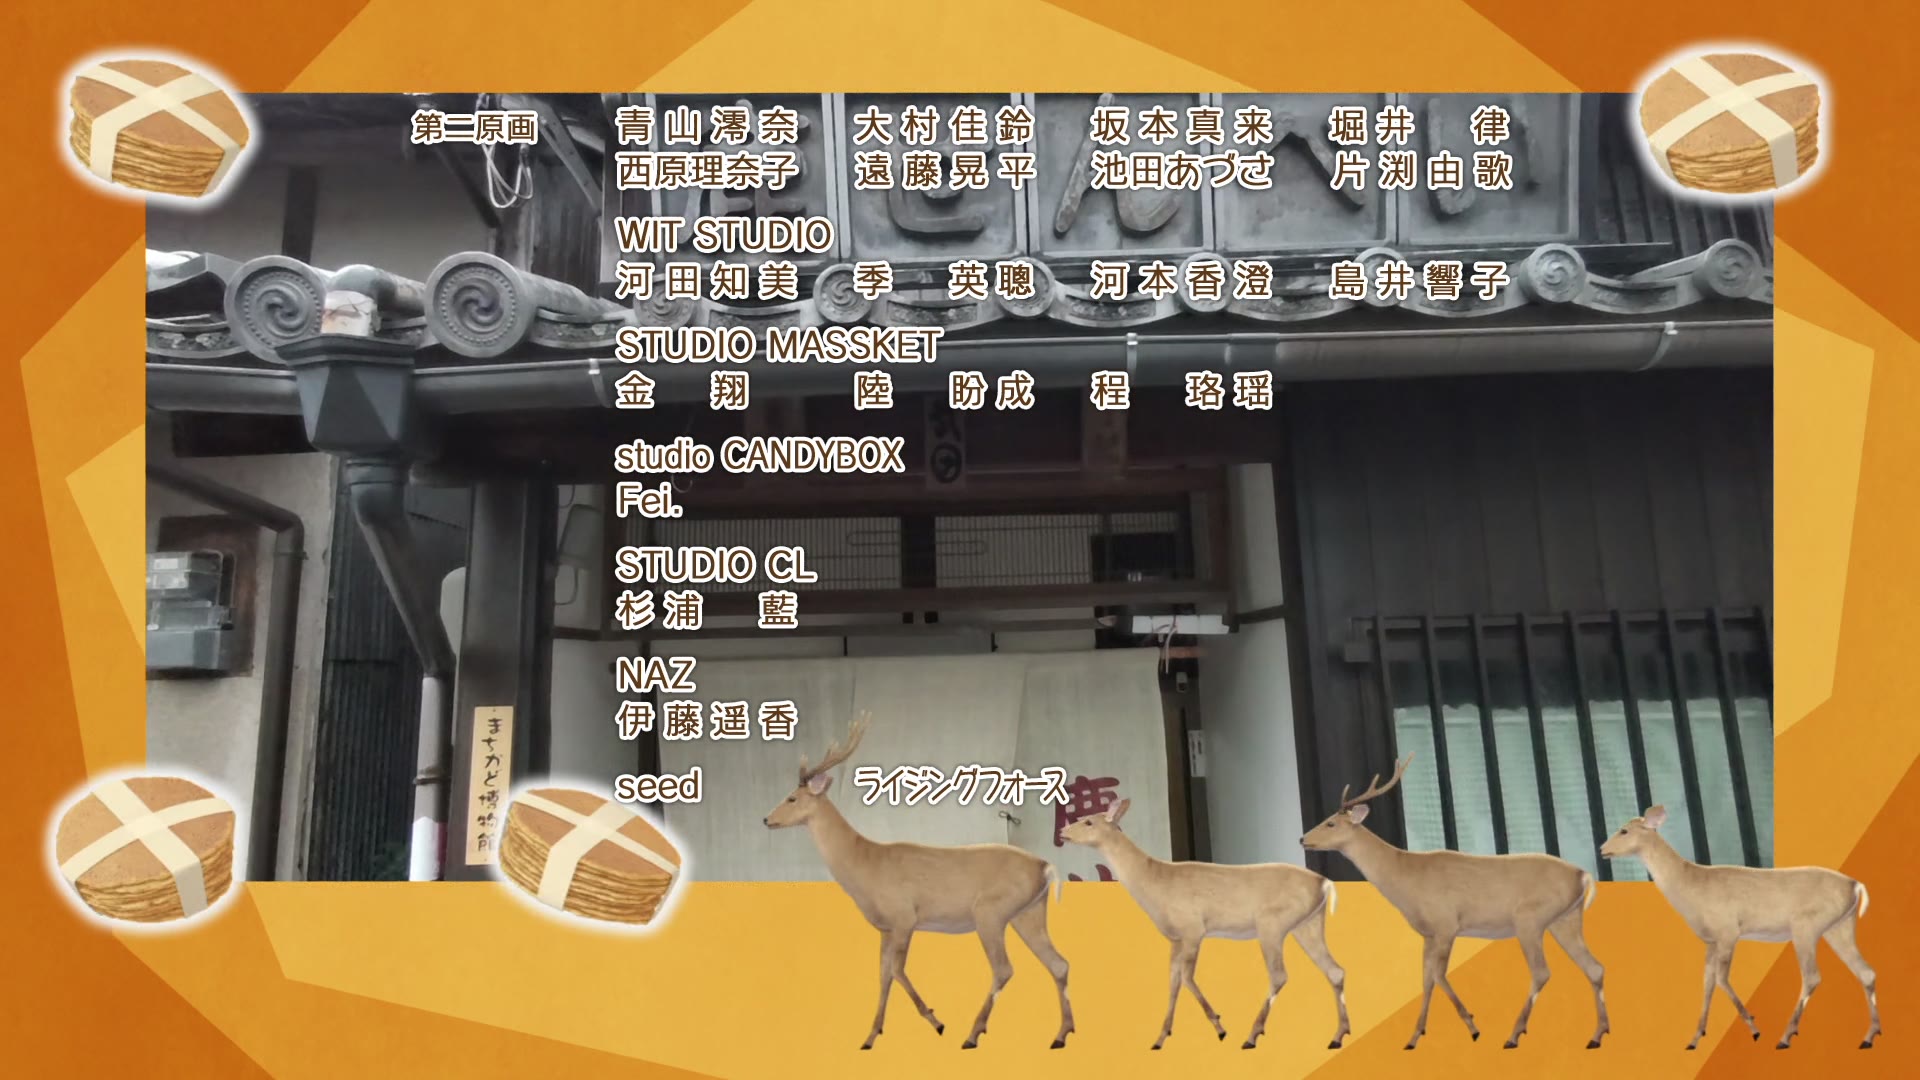 第二原画 青山澪奈 大村佳鈴 坂本真来 堀井 律
西原理奈子 遠藤晃平 池田あづさ 片渕由歌
WIT STUDIO
河田知美 季 英聰 河本香澄 島井響子
STUDIO MASSKET
金 翔 陸 盼成 程 珞瑶
studio CANDYBOX
Fei.
STUDIO CL
杉浦 藍
NAZ
伊藤遥香
seed ライジングフォース
まちかど博物館